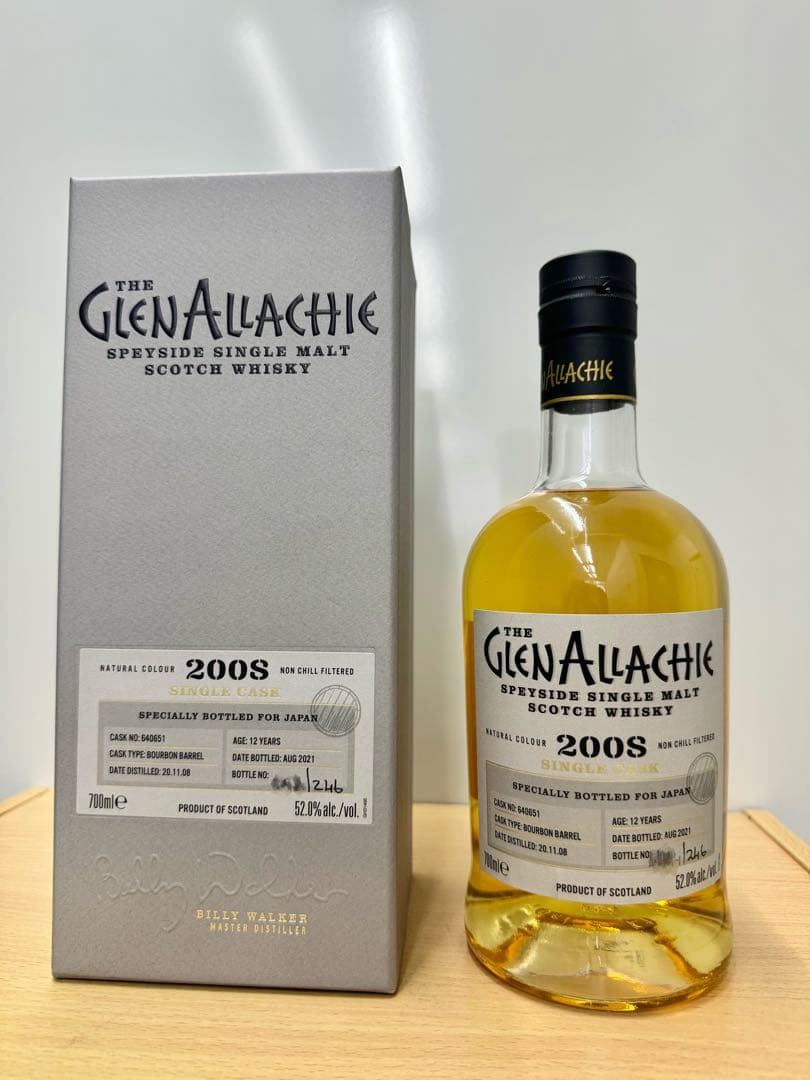 THE
GLENALLACHIE
SPEYSIDE SINGLE MALT
SCOTCH WHISKY
NATURAL COLOUR 2008 NON CHILL FILTERED
SINGLE CASK
SPECIALLY BOTTLED FOR JAPAN
CASK NO: 640651
AGE: 12 YEARS
CASK TYPE: BOURBON BARREL
DATE BOTTLED: AUG 2021
DATE DISTILLED: 20.11.08
BOTTLE NO: /246
700ml℮
PRODUCT OF SCOTLAND
52.0% alc./vol.
Billy Walker
BILLY WALKER
MASTER DISTILLER
ALLACHIE
THE
GLENALLACHIE
SPEYSIDE SINGLE MALT
SCOTCH WHISKY
NATURAL COLOUR 2008 NON CHILL FILTERED
SINGLE CASK
SPECIALLY BOTTLED FOR JAPAN
CASK NO: 640651
AGE: 12 YEARS
CASK TYPE: BOURBON BARREL
DATE BOTTLED: AUG 2021
DATE DISTILLED: 20.11.08
BOTTLE NO: /246
700ml℮
PRODUCT OF SCOTLAND
52.0% alc./vol.